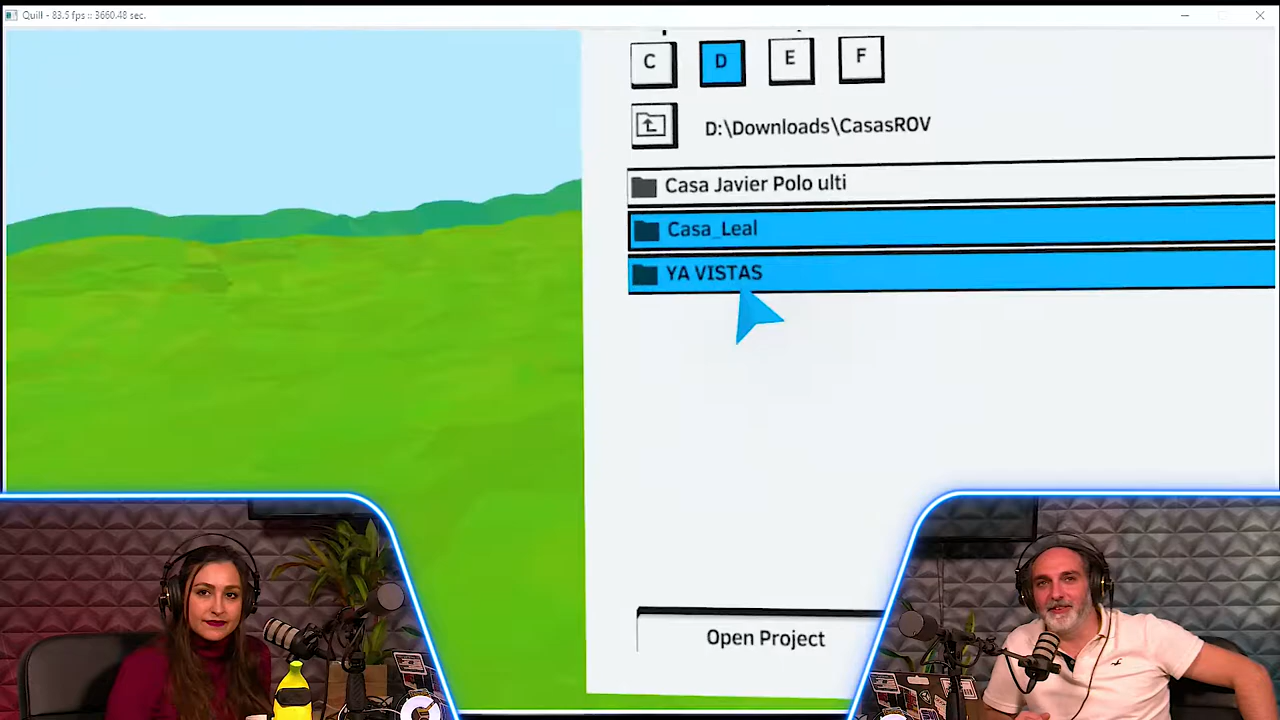 Quill - 83.5 fps :: 3660.48 sec.
C D E F
D:\Downloads\CasasROV
Casa Javier Polo ulti
Casa_Leal
YA VISTAS
Open Project